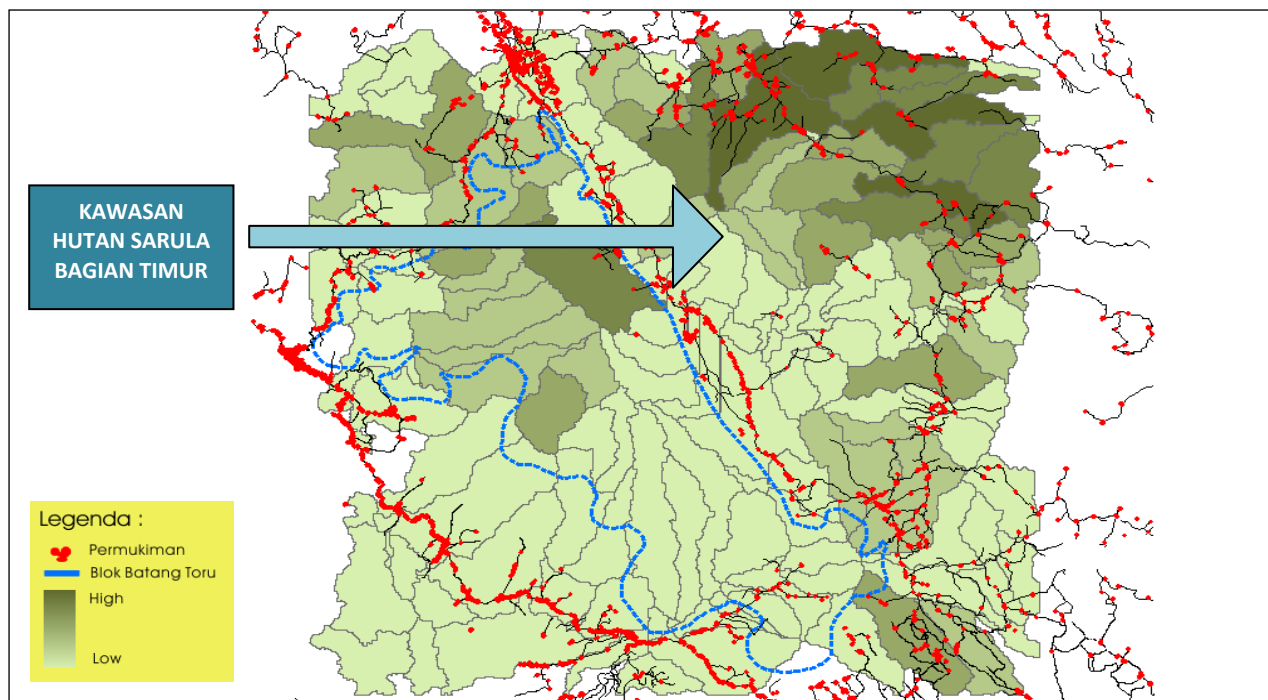 KAWASAN
HUTAN SARULA
BAGIAN TIMUR
Legenda :
Permukiman
Blok Batang Toru
High
Low